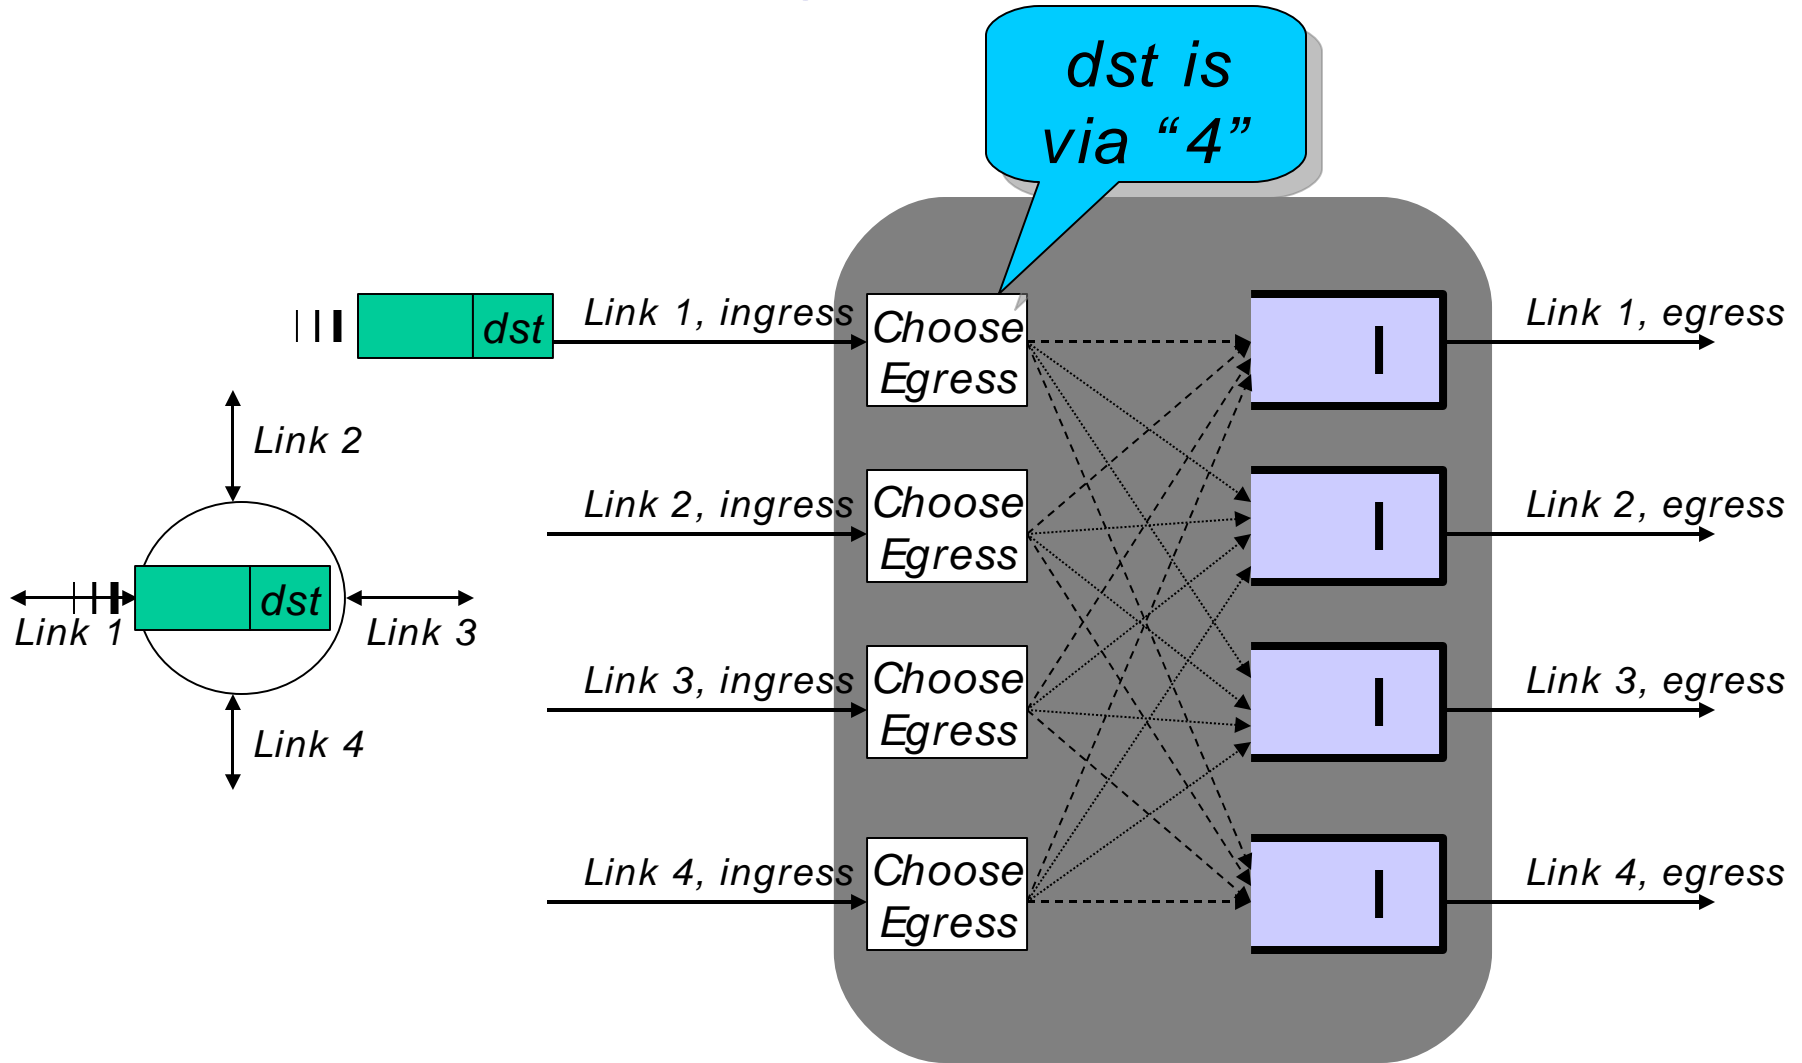 dst is
via “4”
dst
Link 1, ingress
Choose
Egress
Link 1, egress
Link 2
Link 2, ingress
Choose
Egress
Link 2, egress
dst
Link 1
Link 3
Link 3, ingress
Choose
Egress
Link 3, egress
Link 4
Link 4, ingress
Choose
Egress
Link 4, egress